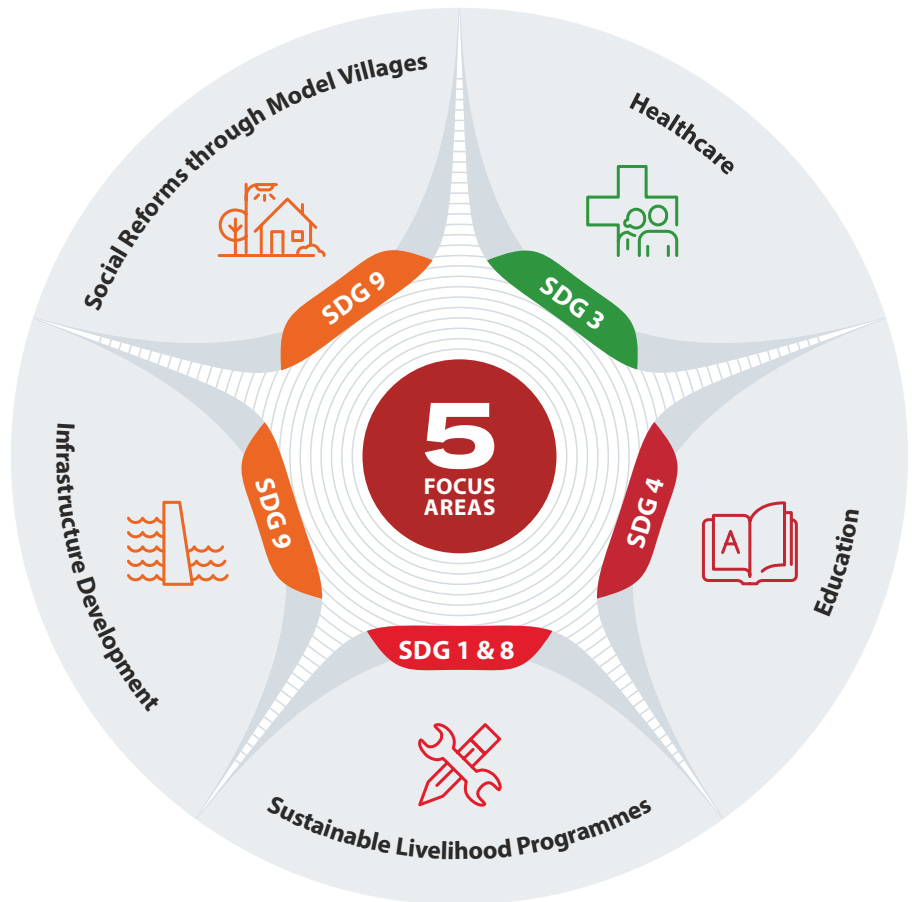 5
FOCUS
AREAS
Healthcare
SDG 3
Education
A
SDG 4
Sustainable Livelihood Programmes
SDG 1 & 8
Infrastructure Development
SDG 9
Social Reforms through Model Villages
SDG 9